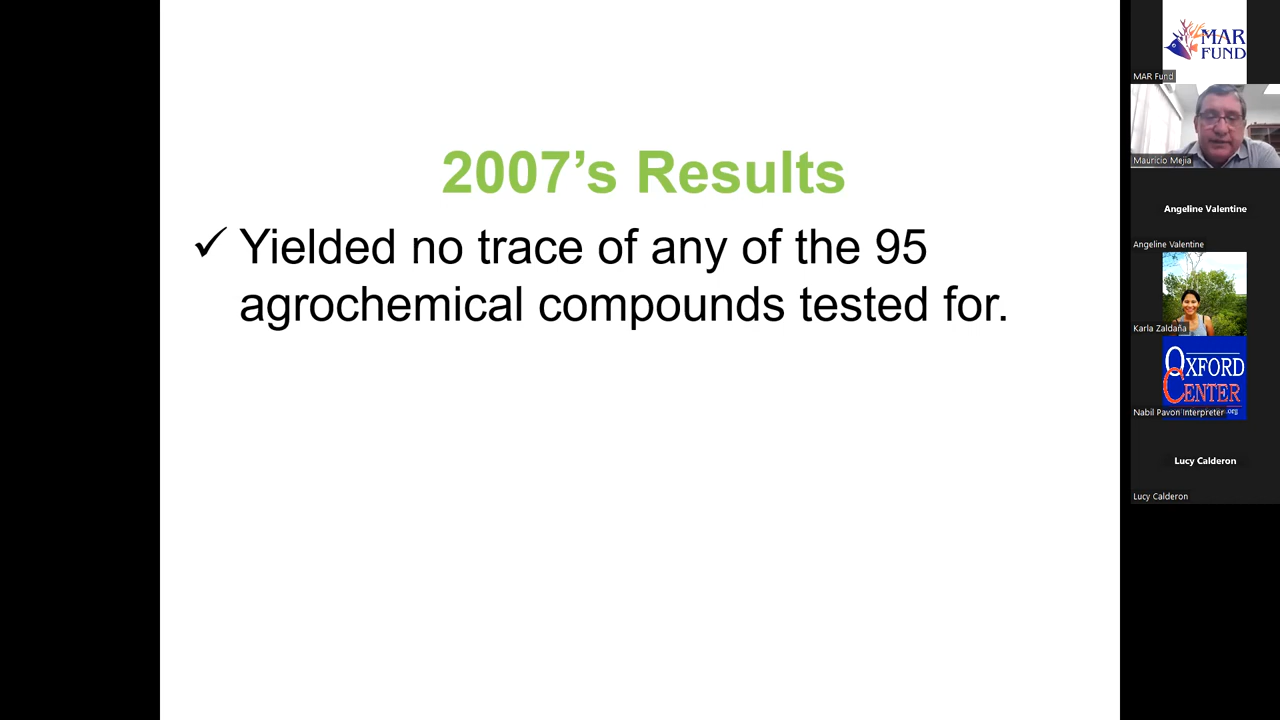 2007’s Results
✓ Yielded no trace of any of the 95
agrochemical compounds tested for.
MAR
FUND
MAR Fund
Mauricio Mejia
Angeline Valentine
Angeline Valentine
Karla Zaldaña
OXFORD
CENTER
.org
Nabil Pavon Interpreter
Lucy Calderon
Lucy Calderon